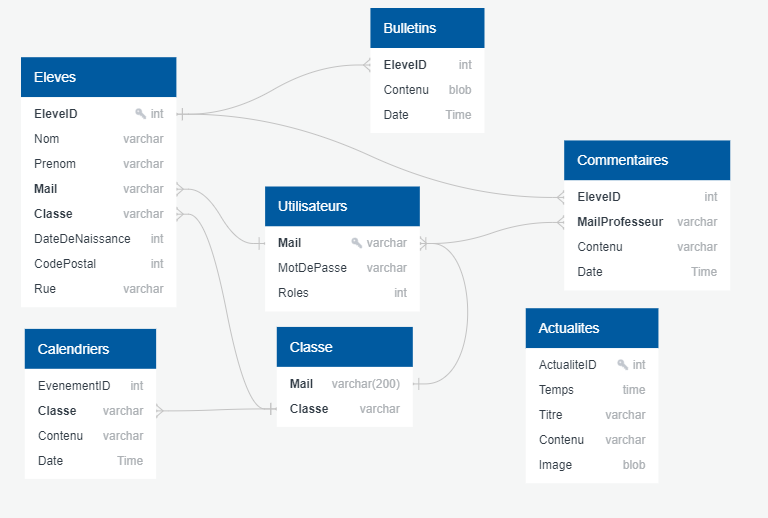 Bulletins
EleveID int
Contenu blob
Date Time
Eleves
EleveID int
Nom varchar
Prenom varchar
Mail varchar
Classe varchar
DateDeNaissance int
CodePostal int
Rue varchar
Commentaires
EleveID int
MailProfesseur varchar
Contenu varchar
Date Time
Utilisateurs
Mail varchar
MotDePasse varchar
Roles int
Calendriers
EvenementID int
Classe varchar
Contenu varchar
Date Time
Classe
Mail varchar(200)
Classe varchar
Actualites
ActualiteID int
Temps time
Titre varchar
Contenu varchar
Image blob